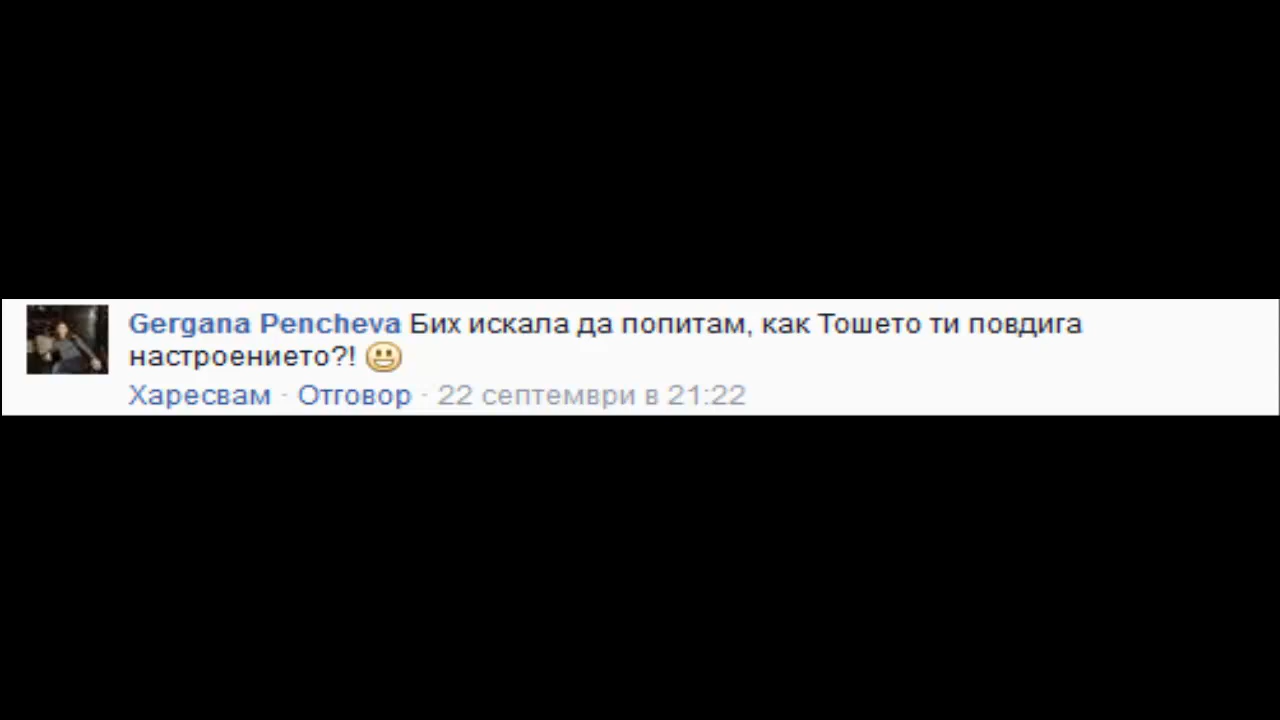 Gergana Pencheva Бих искала да попитам, как Тошето ти повдига
настроението?! 😃
Харесвам · Отговор · 22 септември в 21:22